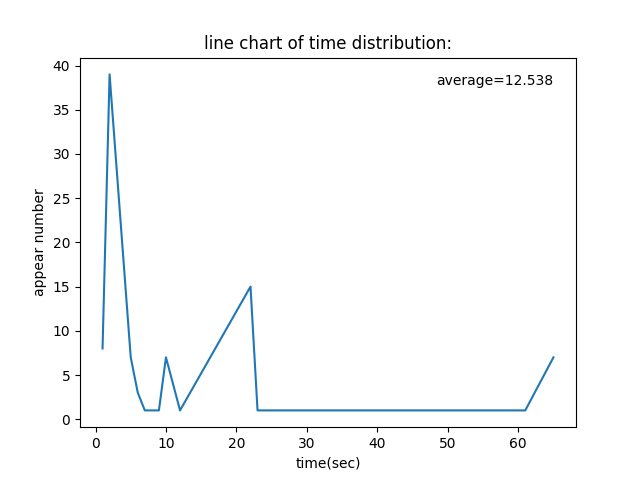 line chart of time distribution:
average=12.538
40
35
30
25
20
15
10
5
0
appear number
0 10 20 30 40 50 60
time(sec)